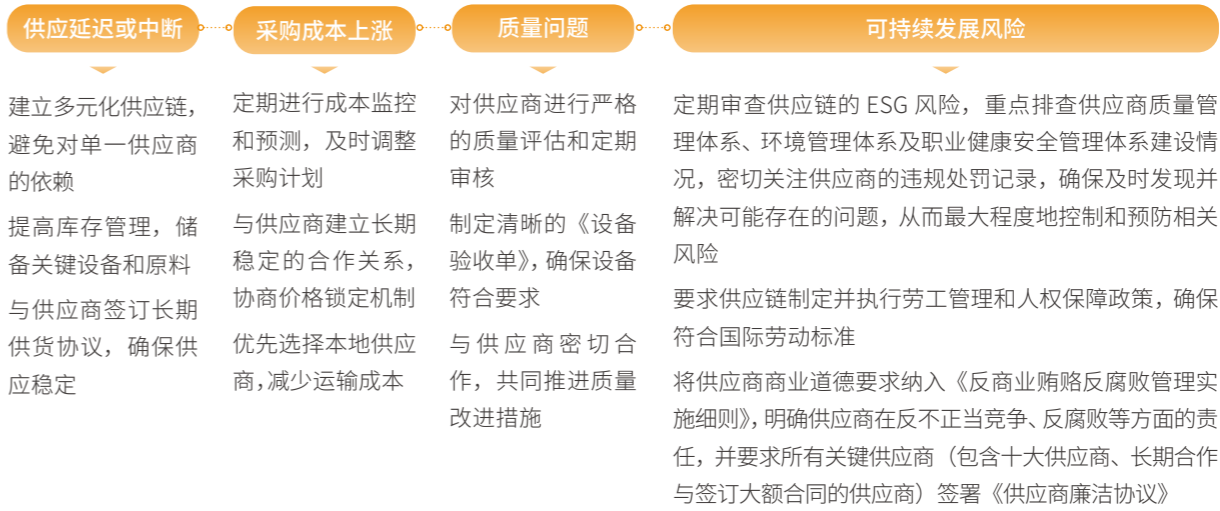 供应延迟或中断
建立多元化供应链，
避免对单一供应商
的依赖
提高库存管理，储
备关键设备和原料
与供应商签订长期
供货协议，确保供
应稳定
采购成本上涨
定期进行成本监控
和预测，及时调整
采购计划
与供应商建立长期
稳定的合作关系，
协商价格锁定机制
优先选择本地供应
商，减少运输成本
质量问题
对供应商进行严格
的质量评估和定期
审核
制定清晰的《设备
验收单》，确保设备
符合要求
与供应商密切合
作，共同推进质量
改进措施
可持续发展风险
定期审查供应链的 ESG 风险，重点排查供应商质量管
理体系、环境管理体系及职业健康安全管理体系建设情
况，密切关注供应商的违规处罚记录，确保及时发现并
解决可能存在的问题，从而最大程度地控制和预防相关
风险
要求供应链制定并执行劳工管理和人权保障政策，确保
符合国际劳动标准
将供应商商业道德要求纳入《反商业贿赂反腐败管理实
施细则》，明确供应商在反不正当竞争、反腐败等方面的责
任，并要求所有关键供应商（包含十大供应商、长期合作
与签订大额合同的供应商）签署《供应商廉洁协议》